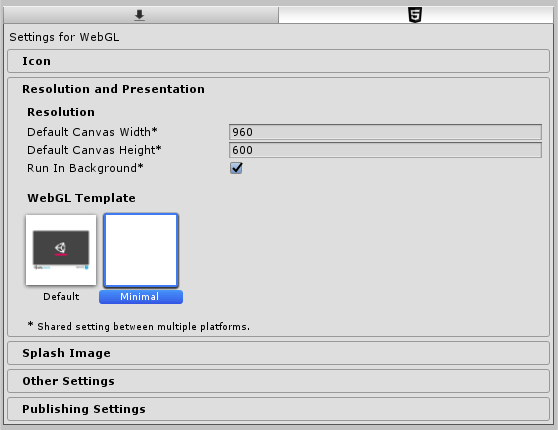 Settings for WebGL
Icon
Resolution and Presentation
Resolution
Default Canvas Width* 960
Default Canvas Height* 600
Run In Background*
WebGL Template
Default Minimal
* Shared setting between multiple platforms.
Splash Image
Other Settings
Publishing Settings